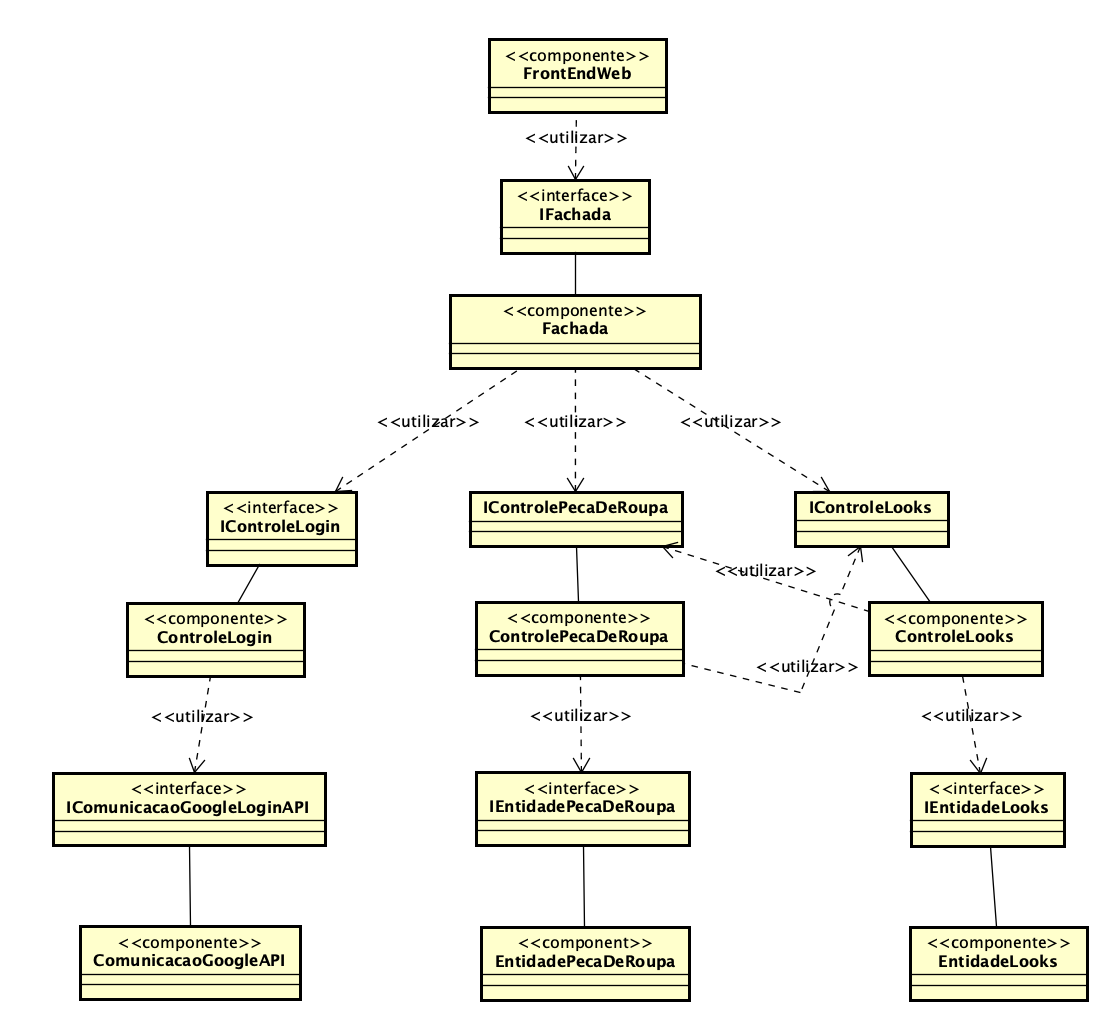 <<componente>>
FrontEndWeb
<<utilizar>>
<<interface>>
IFachada
<<componente>>
Fachada
<<utilizar>>
<<utilizar>>
<<utilizar>>
<<interface>>
IControleLogin
IControlePecaDeRoupa
IControleLooks
<<utilizar>>
<<componente>>
ControleLogin
<<componente>>
ControlePecaDeRoupa
<<componente>>
ControleLooks
<<utilizar>>
<<utilizar>>
<<utilizar>>
<<utilizar>>
<<interface>>
IComunicacaoGoogleLoginAPI
<<interface>>
IEntidadePecaDeRoupa
<<interface>>
IEntidadeLooks
<<componente>>
ComunicacaoGoogleAPI
<<component>>
EntidadePecaDeRoupa
<<componente>>
EntidadeLooks